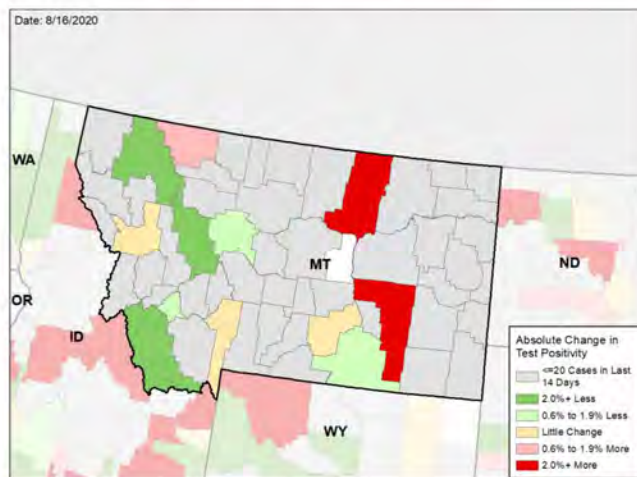 Date: 8/16/2020
WA
MT
ND
OR
ID
WY
Absolute Change in
Test Positivity
<=20 Cases in Last
14 Days
2.0%+ Less
0.6% to 1.9% Less
Little Change
0.6% to 1.9% More
2.0%+ More